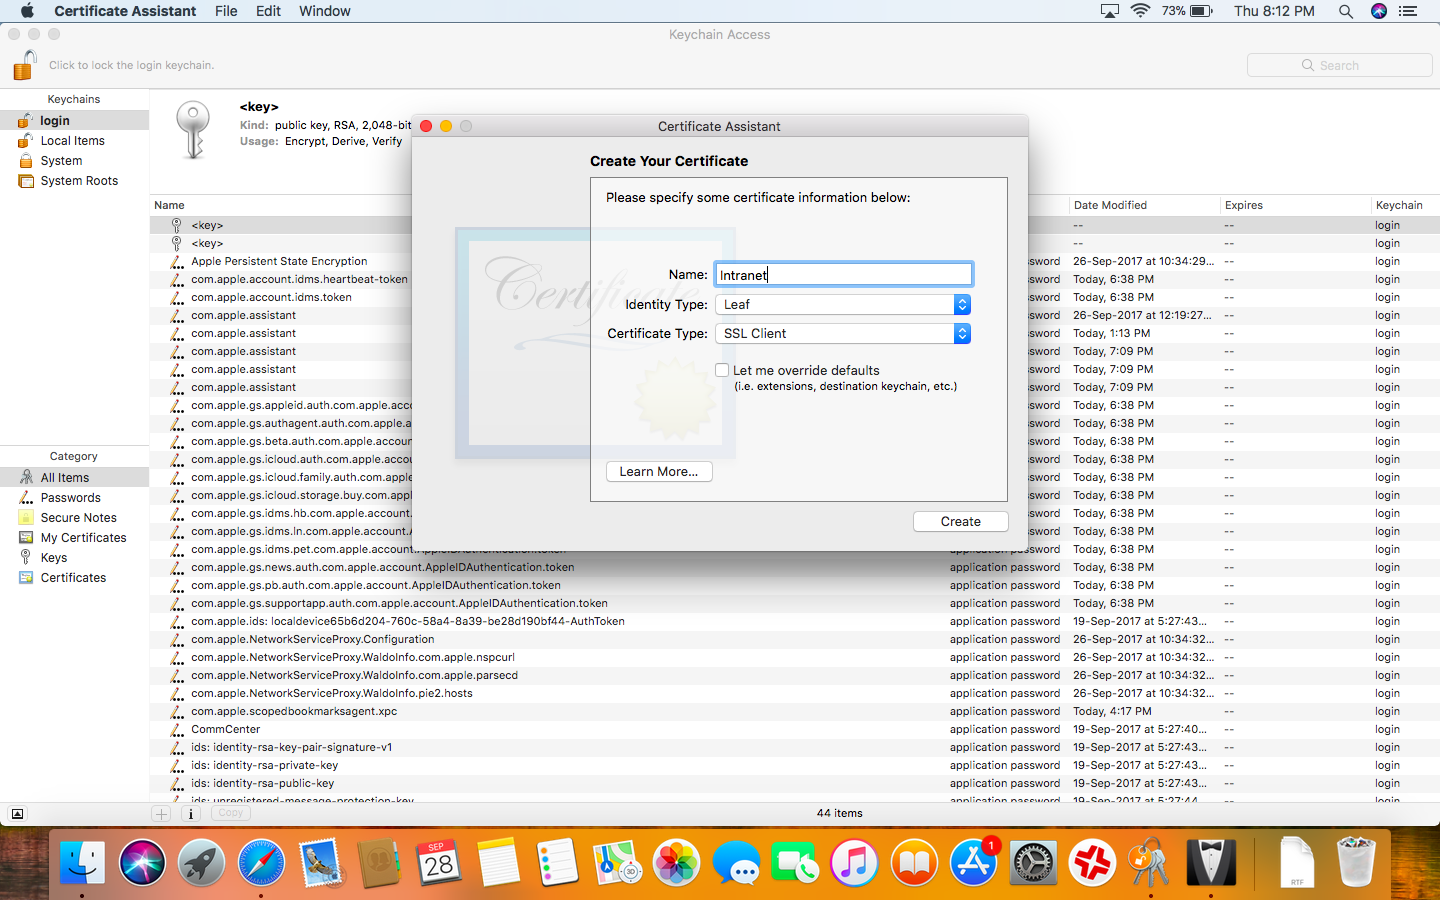 Certificate Assistant File Edit Window 73% Thu 8:12 PM
Keychain Access
Click to lock the login keychain. Search
Keychains
login
Local Items
System
System Roots
<key>
Kind: public key, RSA, 2,048-bit
Usage: Encrypt, Derive, Verify
Certificate Assistant
Create Your Certificate
Please specify some certificate information below:
Certificate
Name: Intranet
Identity Type: Leaf
Certificate Type: SSL Client
Let me override defaults
(i.e. extensions, destination keychain, etc.)
Learn More...
Create
Name Date Modified Expires Keychain
<key> -- -- login
<key> -- -- login
Apple Persistent State Encryption 26-Sep-2017 at 10:34:29... -- login
com.apple.account.idms.heartbeat-token Today, 6:38 PM -- login
com.apple.account.idms.token Today, 6:38 PM -- login
com.apple.assistant 26-Sep-2017 at 12:19:27... -- login
com.apple.assistant Today, 1:13 PM -- login
com.apple.assistant Today, 7:09 PM -- login
com.apple.assistant Today, 7:09 PM -- login
com.apple.assistant Today, 7:09 PM -- login
com.apple.gs.appleid.auth.com.apple.acco Today, 6:38 PM -- login
com.apple.gs.authagent.auth.com.apple.a Today, 6:38 PM -- login
com.apple.gs.beta.auth.com.apple.accoun Today, 6:38 PM -- login
com.apple.gs.icloud.auth.com.apple.accou Today, 6:38 PM -- login
com.apple.gs.icloud.family.auth.com.apple Today, 6:38 PM -- login
com.apple.gs.icloud.storage.buy.com.appl Today, 6:38 PM -- login
com.apple.gs.idms.hb.com.apple.account. Today, 6:38 PM -- login
com.apple.gs.idms.ln.com.apple.account.A Today, 6:38 PM -- login
com.apple.gs.idms.pet.com.apple.account.AppleIDAuthentication.token application password Today, 6:38 PM -- login
com.apple.gs.news.auth.com.apple.account.AppleIDAuthentication.token application password Today, 6:38 PM -- login
com.apple.gs.pb.auth.com.apple.account.AppleIDAuthentication.token application password Today, 6:38 PM -- login
com.apple.gs.supportapp.auth.com.apple.account.AppleIDAuthentication.token application password Today, 6:38 PM -- login
com.apple.ids: localdevice65b6d204-760c-58a4-8a39-be28d190bf44-AuthToken application password 19-Sep-2017 at 5:27:43... -- login
com.apple.NetworkServiceProxy.Configuration application password 26-Sep-2017 at 10:34:32... -- login
com.apple.NetworkServiceProxy.WaldoInfo.com.apple.nspcurl application password 26-Sep-2017 at 10:34:32... -- login
com.apple.NetworkServiceProxy.WaldoInfo.com.apple.parsecd application password 26-Sep-2017 at 10:34:32... -- login
com.apple.NetworkServiceProxy.WaldoInfo.pie2.hosts application password 26-Sep-2017 at 10:34:32... -- login
com.apple.scopedbookmarksagent.xpc application password Today, 4:17 PM -- login
CommCenter application password 19-Sep-2017 at 5:27:40... -- login
ids: identity-rsa-key-pair-signature-v1 application password 19-Sep-2017 at 5:27:43... -- login
ids: identity-rsa-private-key application password 19-Sep-2017 at 5:27:43... -- login
ids: identity-rsa-public-key application password 19-Sep-2017 at 5:27:43... -- login
ids: unregistered-message-protection-key application password 19-Sep-2017 at 5:27:44... -- login
Category
All Items
Passwords
Secure Notes
My Certificates
Keys
Certificates
Copy 44 items
SEP
28
3D
1
RTF